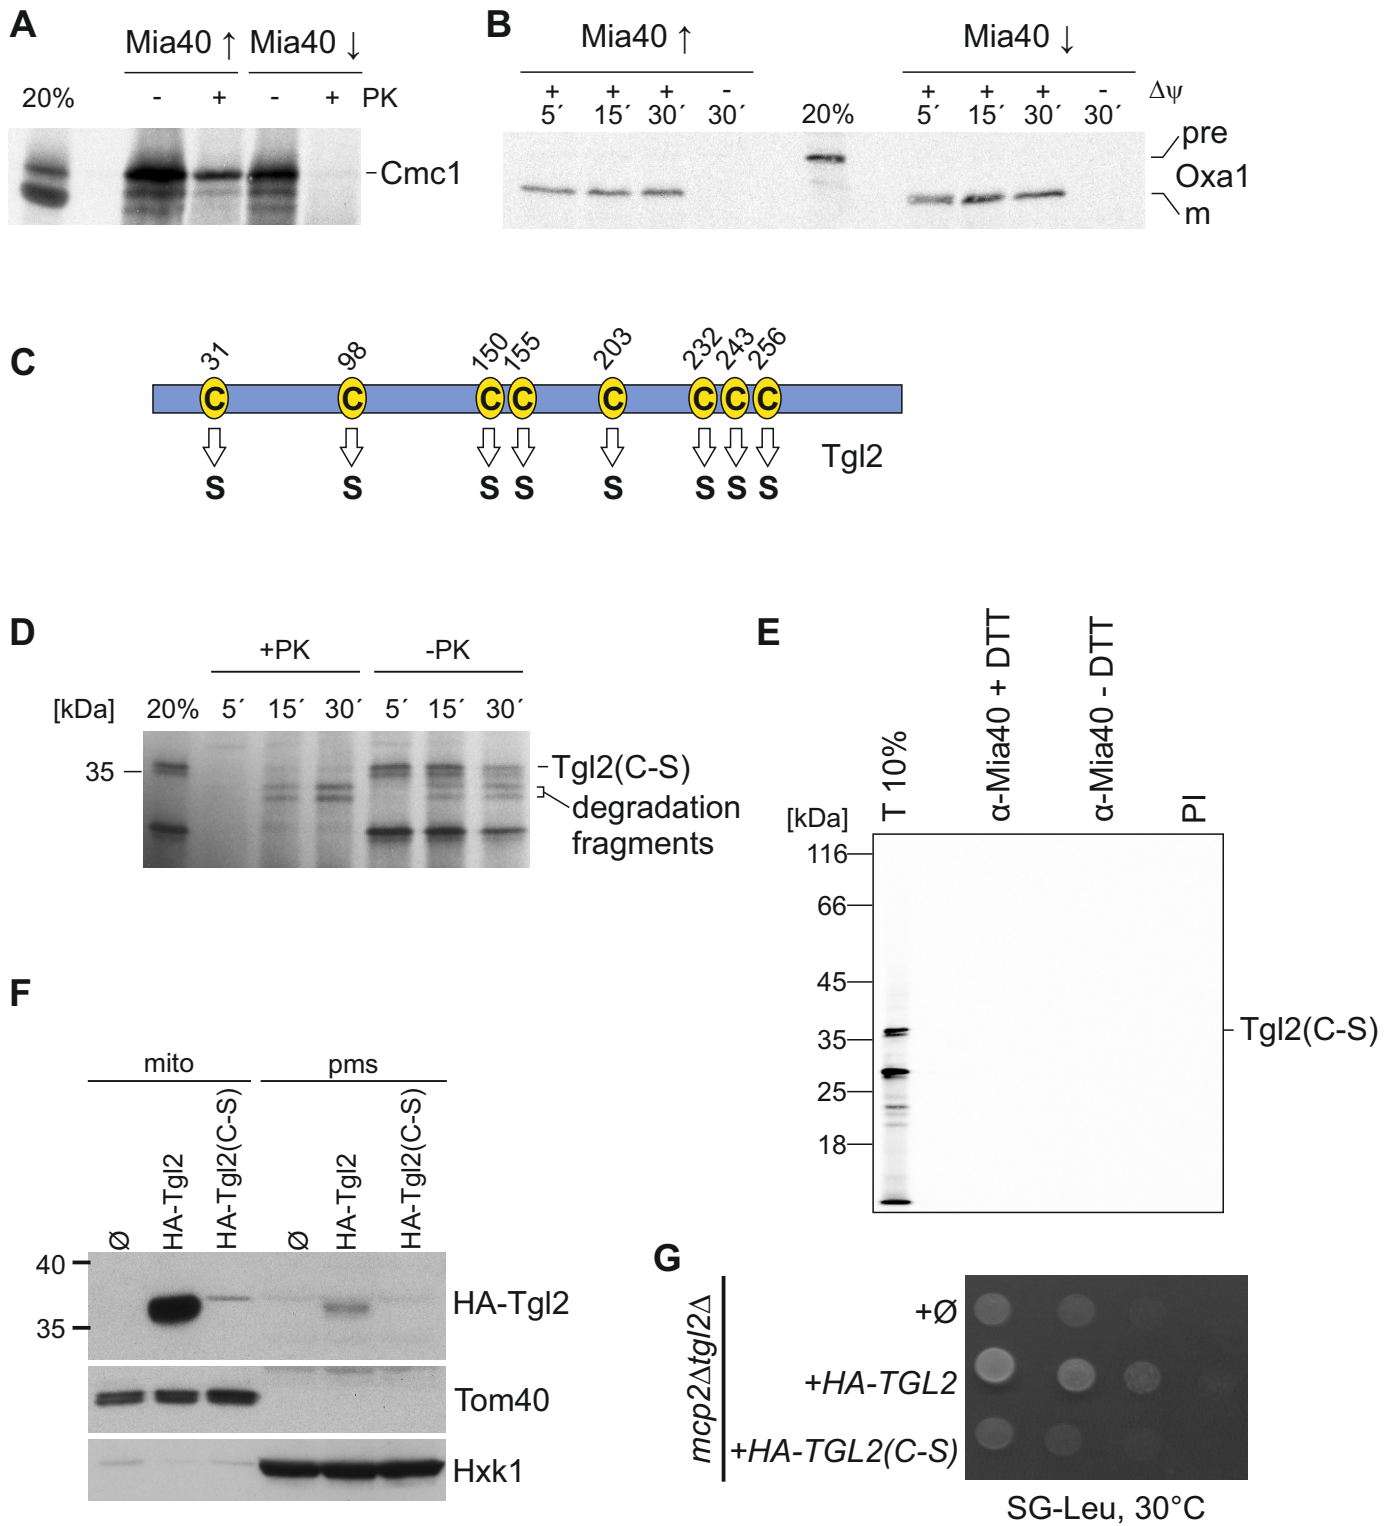 A
Mia40 ↑ Mia40 ↓
20% - + - + PK
-Cmc1
B
Mia40 ↑ Mia40 ↓
+ + + - + + + - Δψ
5´ 15´ 30´ 30´ 20% 5´ 15´ 30´ 30´
pre
Oxa1
m
C
31 98 150 155 203 232 243 256
C C C C C C C C
S S S S S S S S
Tgl2
D
+PK -PK
[kDa] 20% 5´ 15´ 30´ 5´ 15´ 30´
35
Tgl2(C-S)
degradation
fragments
E
[kDa] T 10% α-Mia40 + DTT α-Mia40 - DTT PI
116
66
45
35
25
18
Tgl2(C-S)
F
mito pms
Ø HA-Tgl2 HA-Tgl2(C-S) Ø HA-Tgl2 HA-Tgl2(C-S)
40
35
HA-Tgl2
Tom40
Hxk1
G
mcp2Δtgl2Δ
+Ø
+HA-TGL2
+HA-TGL2(C-S)
SG-Leu, 30°C